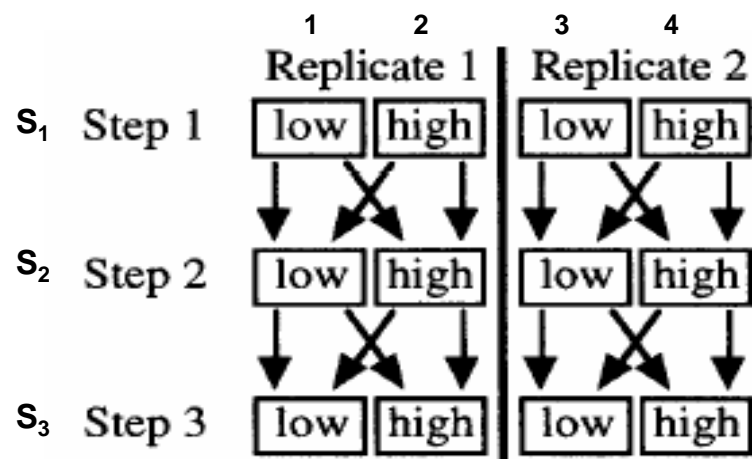 1 2 3 4
Replicate 1 Replicate 2
S₁ Step 1 low high low high
S₂ Step 2 low high low high
S₃ Step 3 low high low high